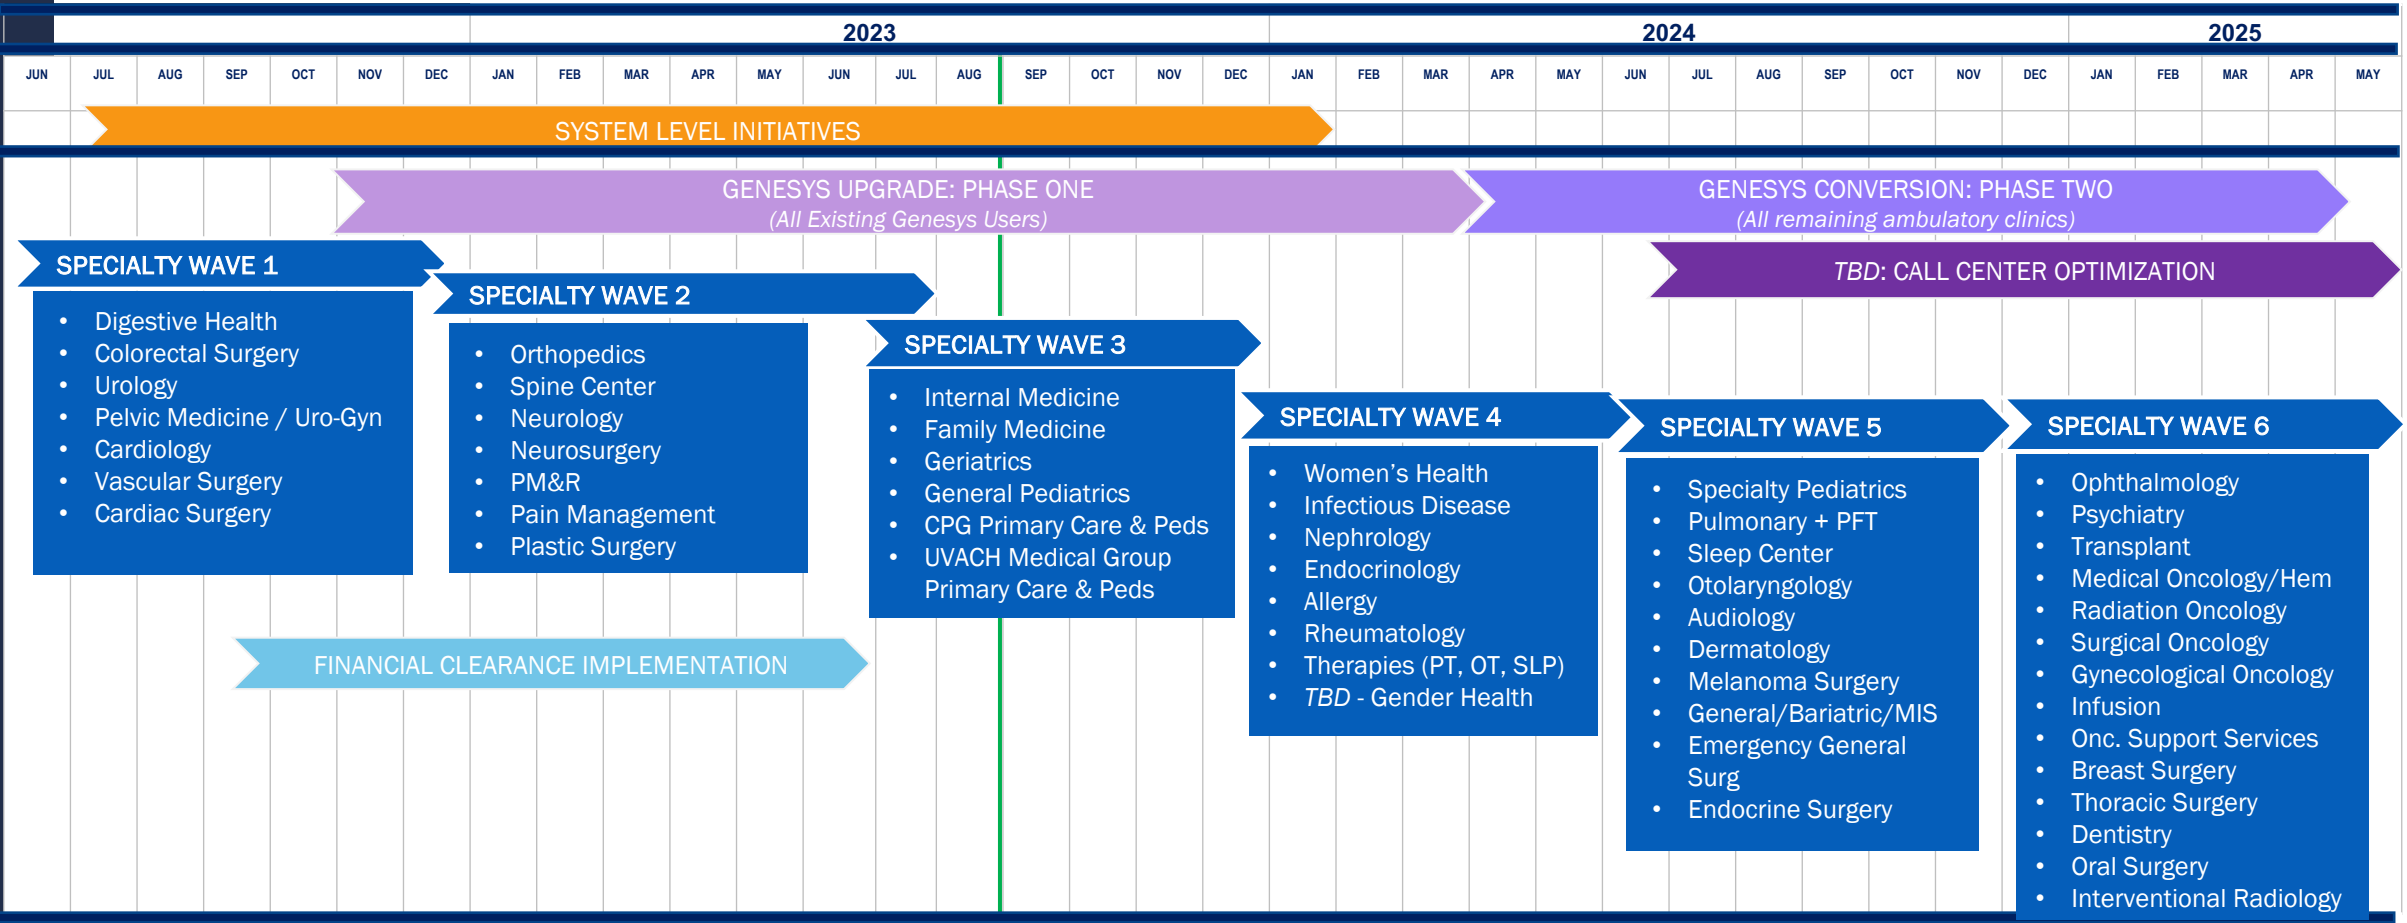 2023 2024 2025
JUN JUL AUG SEP OCT NOV DEC JAN FEB MAR APR MAY JUN JUL AUG SEP OCT NOV DEC JAN FEB MAR APR MAY JUN JUL AUG SEP OCT NOV DEC JAN FEB MAR APR MAY
SYSTEM LEVEL INITIATIVES
GENESYS UPGRADE: PHASE ONE
(All Existing Genesys Users)
GENESYS CONVERSION: PHASE TWO
(All remaining ambulatory clinics)
TBD: CALL CENTER OPTIMIZATION
SPECIALTY WAVE 1
• Digestive Health
• Colorectal Surgery
• Urology
• Pelvic Medicine / Uro-Gyn
• Cardiology
• Vascular Surgery
• Cardiac Surgery
SPECIALTY WAVE 2
• Orthopedics
• Spine Center
• Neurology
• Neurosurgery
• PM&R
• Pain Management
• Plastic Surgery
SPECIALTY WAVE 3
• Internal Medicine
• Family Medicine
• Geriatrics
• General Pediatrics
• CPG Primary Care & Peds
• UVACH Medical Group
Primary Care & Peds
SPECIALTY WAVE 4
• Women's Health
• Infectious Disease
• Nephrology
• Endocrinology
• Allergy
• Rheumatology
• Therapies (PT, OT, SLP)
• TBD - Gender Health
SPECIALTY WAVE 5
• Specialty Pediatrics
• Pulmonary + PFT
• Sleep Center
• Otolaryngology
• Audiology
• Dermatology
• Melanoma Surgery
• General/Bariatric/MIS
• Emergency General
Surg
• Endocrine Surgery
SPECIALTY WAVE 6
• Ophthalmology
• Psychiatry
• Transplant
• Medical Oncology/Hem
• Radiation Oncology
• Surgical Oncology
• Gynecological Oncology
• Infusion
• Onc. Support Services
• Breast Surgery
• Thoracic Surgery
• Dentistry
• Oral Surgery
• Interventional Radiology
FINANCIAL CLEARANCE IMPLEMENTATION